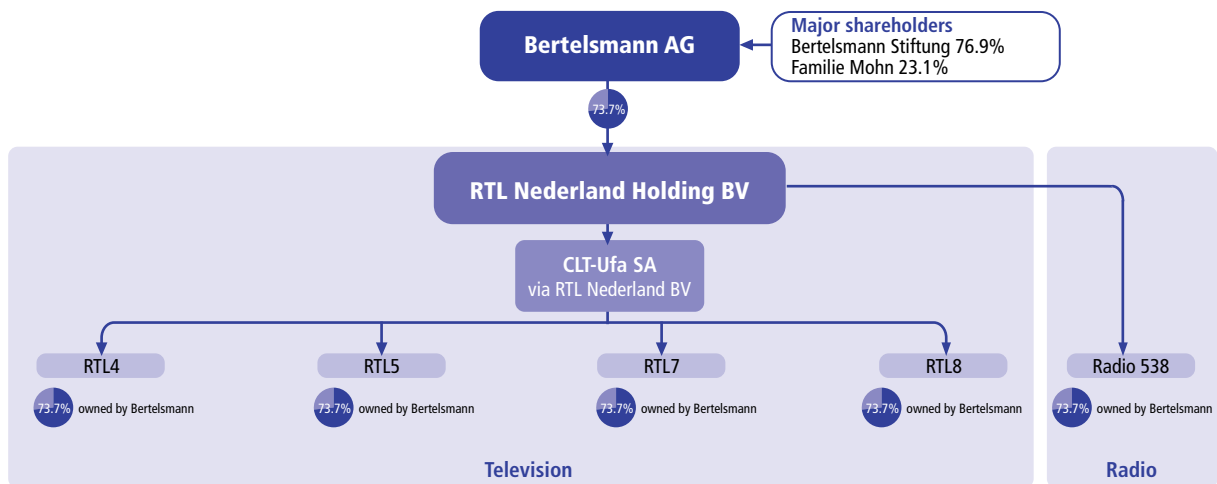 Bertelsmann AG
Major shareholders
Bertelsmann Stiftung 76.9%
Familie Mohn 23.1%
73.7%
RTL Nederland Holding BV
CLT-Ufa SA
via RTL Nederland BV
RTL4
RTL5
RTL7
RTL8
Radio 538
73.7% owned by Bertelsmann
73.7% owned by Bertelsmann
73.7% owned by Bertelsmann
73.7% owned by Bertelsmann
73.7% owned by Bertelsmann
Television
Radio